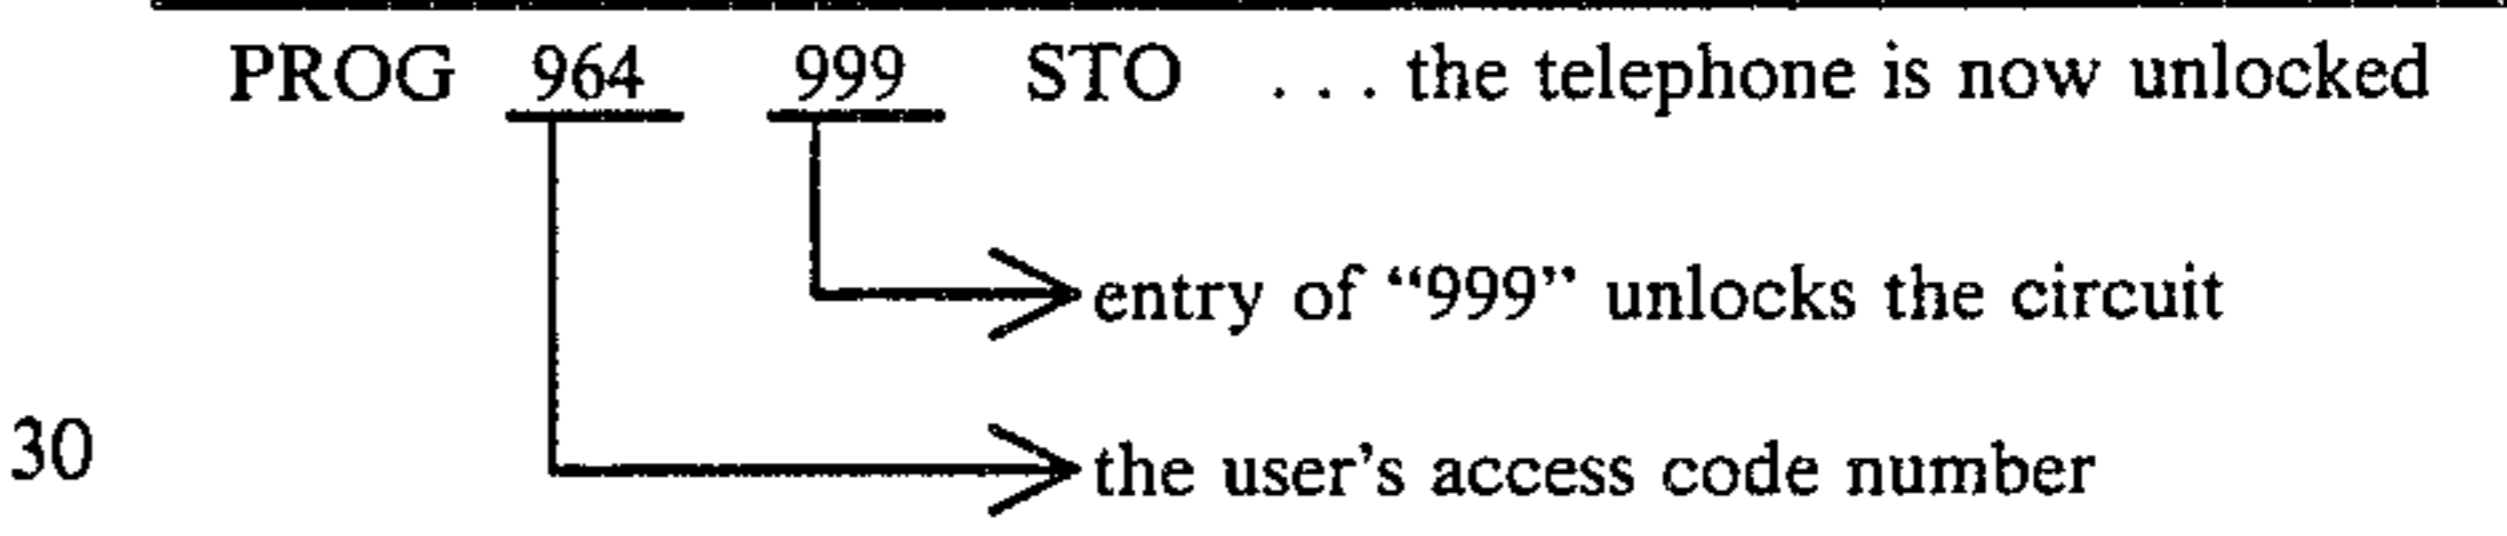 PROG 964 999 STO . . . the telephone is now unlocked
entry of “999” unlocks the circuit
30 the user’s access code number